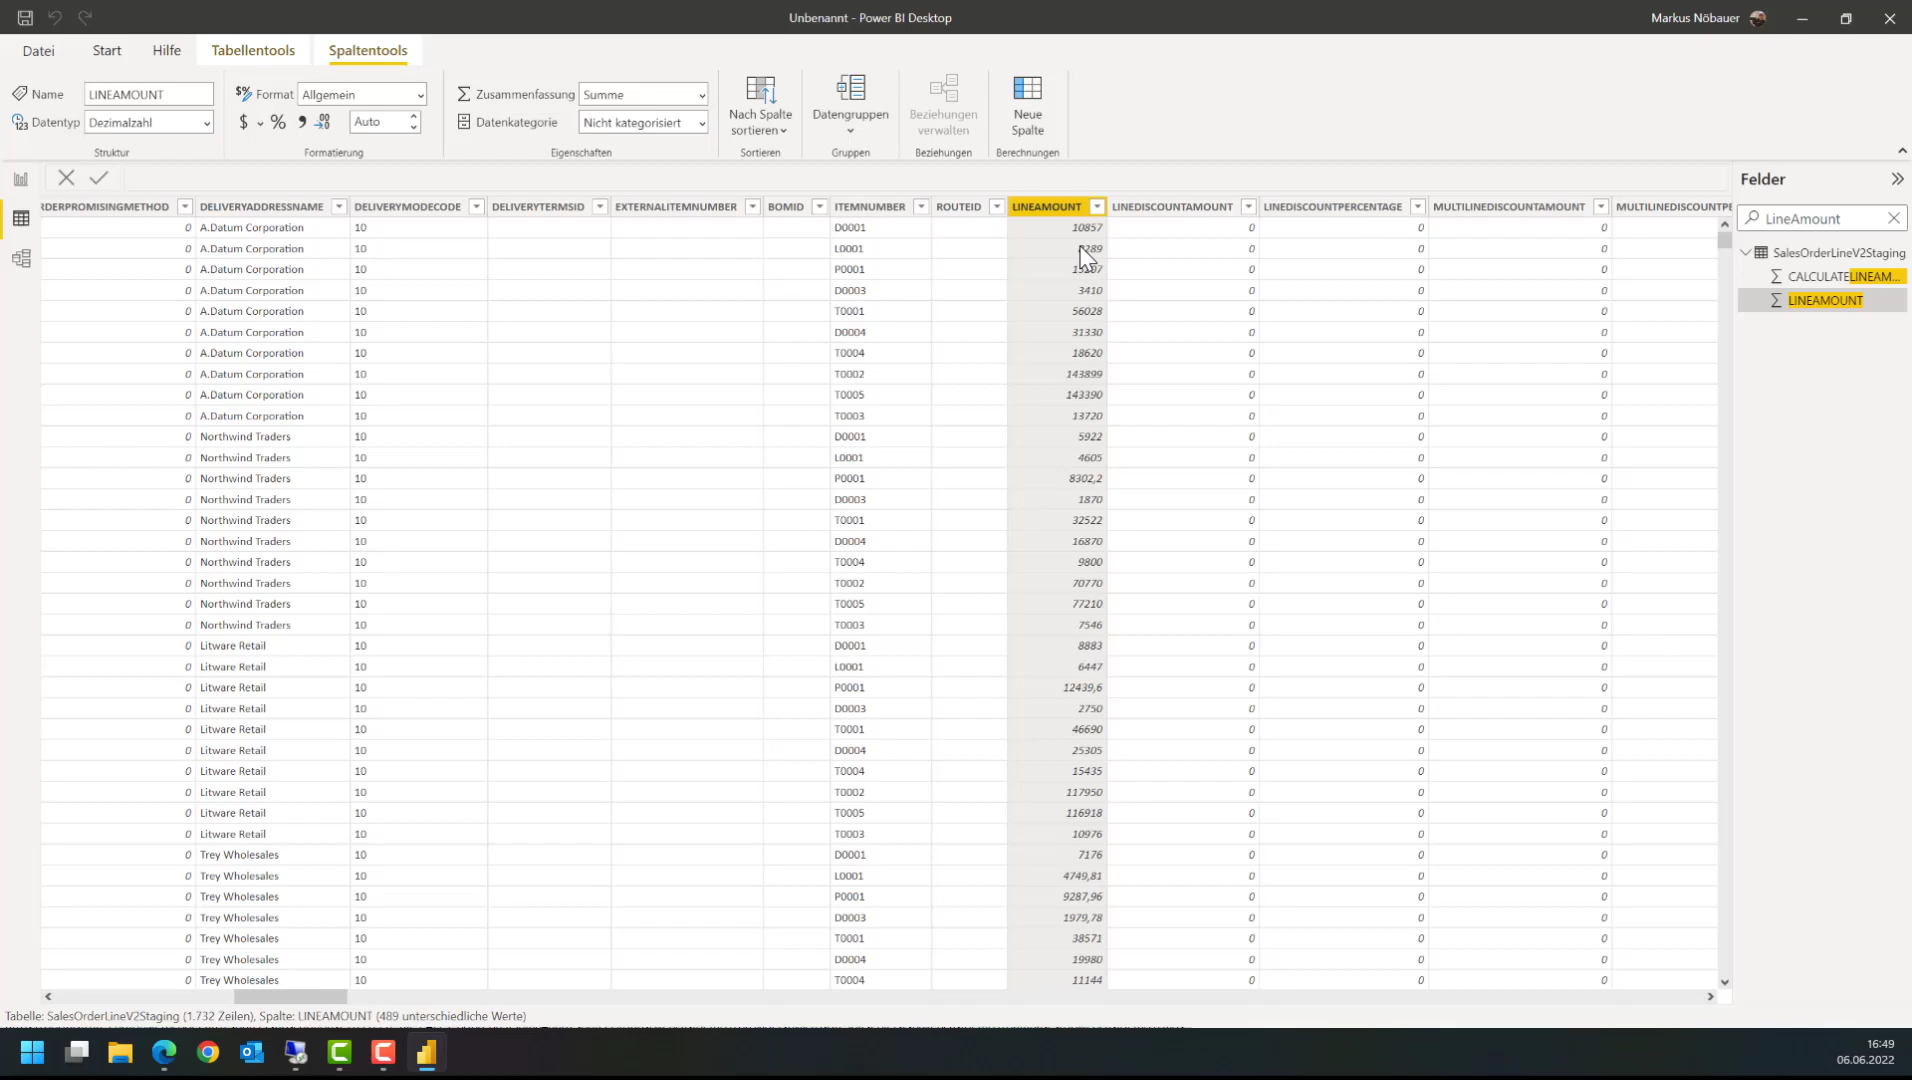 Unbenannt - Power BI Desktop
Markus Nöbauer
Datei Start Hilfe Tabellentools Spaltentools
Name LINEAMOUNT
Format Allgemein
Zusammenfassung Summe
Datentyp Dezimalzahl
$ % 9 .00 Auto
Datenkategorie Nicht kategorisiert
Nach Spalte sortieren
Datengruppen
Beziehungen verwalten
Neue Spalte
Struktur Formatierung Eigenschaften Sortieren Gruppen Beziehungen Berechnungen
Felder
LineAmount
SalesOrderLineV2Staging
CALCULATELINEAM...
LINEAMOUNT
RDERPROMISINGMETHOD DELIVERYADDRESSNAME DELIVERYMODECODE DELIVERYTERMSID EXTERNALITEMNUMBER BOMID ITEMNUMBER ROUTEID LINEAMOUNT LINEDISCOUNTAMOUNT LINEDISCOUNTPERCENTAGE MULTILINEDISCOUNTAMOUNT MULTILINEDISCOUNTPE
0 A.Datum Corporation 10 D0001 10857 0 0 0
0 A.Datum Corporation 10 L0001 289 0 0 0
0 A.Datum Corporation 10 P0001 0 0 0
0 A.Datum Corporation 10 D0003 3410 0 0 0
0 A.Datum Corporation 10 T0001 56028 0 0 0
0 A.Datum Corporation 10 D0004 31330 0 0 0
0 A.Datum Corporation 10 T0004 18620 0 0 0
0 A.Datum Corporation 10 T0002 143899 0 0 0
0 A.Datum Corporation 10 T0005 143390 0 0 0
0 A.Datum Corporation 10 T0003 13720 0 0 0
0 Northwind Traders 10 D0001 5922 0 0 0
0 Northwind Traders 10 L0001 4605 0 0 0
0 Northwind Traders 10 P0001 8302,2 0 0 0
0 Northwind Traders 10 D0003 1870 0 0 0
0 Northwind Traders 10 T0001 32522 0 0 0
0 Northwind Traders 10 D0004 16870 0 0 0
0 Northwind Traders 10 T0004 9800 0 0 0
0 Northwind Traders 10 T0002 70770 0 0 0
0 Northwind Traders 10 T0005 77210 0 0 0
0 Northwind Traders 10 T0003 7546 0 0 0
0 Litware Retail 10 D0001 8883 0 0 0
0 Litware Retail 10 L0001 6447 0 0 0
0 Litware Retail 10 P0001 12439,6 0 0 0
0 Litware Retail 10 D0003 2750 0 0 0
0 Litware Retail 10 T0001 46690 0 0 0
0 Litware Retail 10 D0004 25305 0 0 0
0 Litware Retail 10 T0004 15435 0 0 0
0 Litware Retail 10 T0002 117950 0 0 0
0 Litware Retail 10 T0005 116918 0 0 0
0 Litware Retail 10 T0003 10976 0 0 0
0 Trey Wholesales 10 D0001 7176 0 0 0
0 Trey Wholesales 10 L0001 4749,81 0 0 0
0 Trey Wholesales 10 P0001 9287,96 0 0 0
0 Trey Wholesales 10 D0003 1979,78 0 0 0
0 Trey Wholesales 10 T0001 38571 0 0 0
0 Trey Wholesales 10 D0004 19980 0 0 0
0 Trey Wholesales 10 T0004 11144 0 0 0
Tabelle: SalesOrderLineV2Staging (1.732 Zeilen), Spalte: LINEAMOUNT (489 unterschiedliche Werte)
16:49
06.06.2022